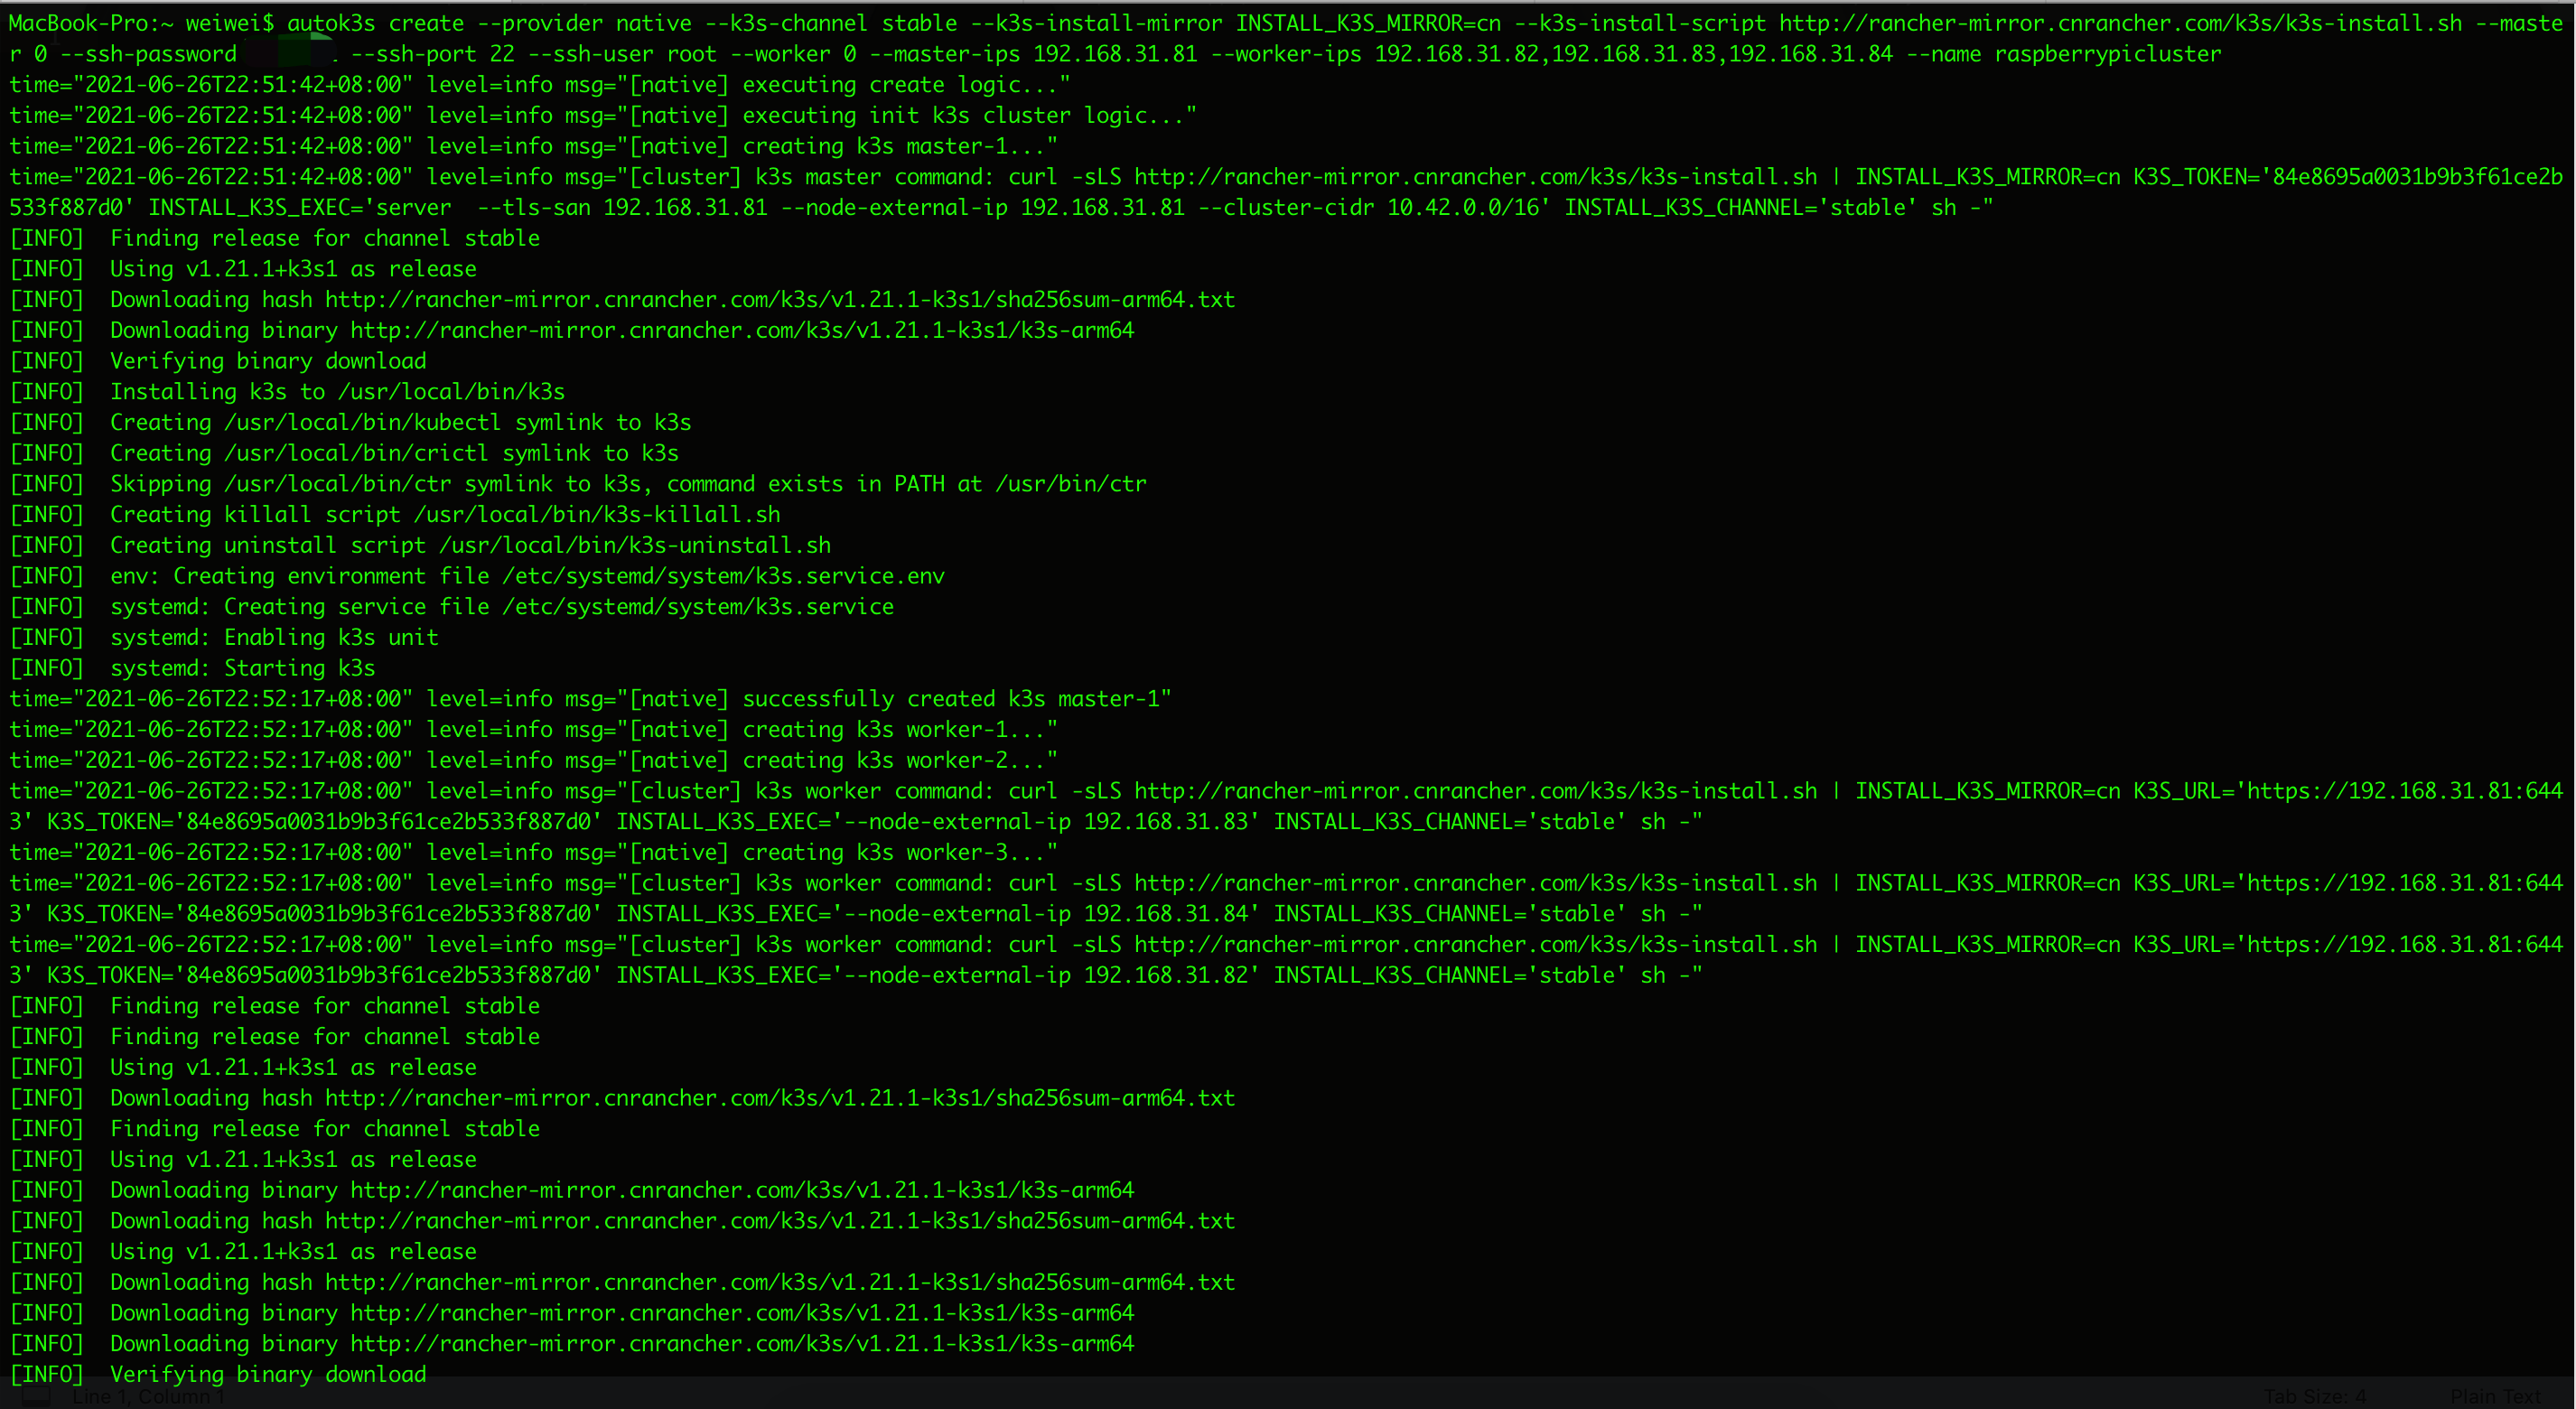 MacBook-Pro:~ weiwei$ autok3s create --provider native --k3s-channel stable --k3s-install-mirror INSTALL_K3S_MIRROR=cn --k3s-install-script http://rancher-mirror.cnrancher.com/k3s/k3s-install.sh --maste
r 0 --ssh-password --ssh-port 22 --ssh-user root --worker 0 --master-ips 192.168.31.81 --worker-ips 192.168.31.82,192.168.31.83,192.168.31.84 --name raspberrypicluster
time="2021-06-26T22:51:42+08:00" level=info msg="[native] executing create logic..."
time="2021-06-26T22:51:42+08:00" level=info msg="[native] executing init k3s cluster logic..."
time="2021-06-26T22:51:42+08:00" level=info msg="[native] creating k3s master-1..."
time="2021-06-26T22:51:42+08:00" level=info msg="[cluster] k3s master command: curl -sLS http://rancher-mirror.cnrancher.com/k3s/k3s-install.sh | INSTALL_K3S_MIRROR=cn K3S_TOKEN='84e8695a0031b9b3f61ce2b
533f887d0' INSTALL_K3S_EXEC='server  --tls-san 192.168.31.81 --node-external-ip 192.168.31.81 --cluster-cidr 10.42.0.0/16' INSTALL_K3S_CHANNEL='stable' sh -"
[INFO]  Finding release for channel stable
[INFO]  Using v1.21.1+k3s1 as release
[INFO]  Downloading hash http://rancher-mirror.cnrancher.com/k3s/v1.21.1-k3s1/sha256sum-arm64.txt
[INFO]  Downloading binary http://rancher-mirror.cnrancher.com/k3s/v1.21.1-k3s1/k3s-arm64
[INFO]  Verifying binary download
[INFO]  Installing k3s to /usr/local/bin/k3s
[INFO]  Creating /usr/local/bin/kubectl symlink to k3s
[INFO]  Creating /usr/local/bin/crictl symlink to k3s
[INFO]  Skipping /usr/local/bin/ctr symlink to k3s, command exists in PATH at /usr/bin/ctr
[INFO]  Creating killall script /usr/local/bin/k3s-killall.sh
[INFO]  Creating uninstall script /usr/local/bin/k3s-uninstall.sh
[INFO]  env: Creating environment file /etc/systemd/system/k3s.service.env
[INFO]  systemd: Creating service file /etc/systemd/system/k3s.service
[INFO]  systemd: Enabling k3s unit
[INFO]  systemd: Starting k3s
time="2021-06-26T22:52:17+08:00" level=info msg="[native] successfully created k3s master-1"
time="2021-06-26T22:52:17+08:00" level=info msg="[native] creating k3s worker-1..."
time="2021-06-26T22:52:17+08:00" level=info msg="[native] creating k3s worker-2..."
time="2021-06-26T22:52:17+08:00" level=info msg="[cluster] k3s worker command: curl -sLS http://rancher-mirror.cnrancher.com/k3s/k3s-install.sh | INSTALL_K3S_MIRROR=cn K3S_URL='https://192.168.31.81:644
3' K3S_TOKEN='84e8695a0031b9b3f61ce2b533f887d0' INSTALL_K3S_EXEC='--node-external-ip 192.168.31.83' INSTALL_K3S_CHANNEL='stable' sh -"
time="2021-06-26T22:52:17+08:00" level=info msg="[native] creating k3s worker-3..."
time="2021-06-26T22:52:17+08:00" level=info msg="[cluster] k3s worker command: curl -sLS http://rancher-mirror.cnrancher.com/k3s/k3s-install.sh | INSTALL_K3S_MIRROR=cn K3S_URL='https://192.168.31.81:644
3' K3S_TOKEN='84e8695a0031b9b3f61ce2b533f887d0' INSTALL_K3S_EXEC='--node-external-ip 192.168.31.84' INSTALL_K3S_CHANNEL='stable' sh -"
time="2021-06-26T22:52:17+08:00" level=info msg="[cluster] k3s worker command: curl -sLS http://rancher-mirror.cnrancher.com/k3s/k3s-install.sh | INSTALL_K3S_MIRROR=cn K3S_URL='https://192.168.31.81:644
3' K3S_TOKEN='84e8695a0031b9b3f61ce2b533f887d0' INSTALL_K3S_EXEC='--node-external-ip 192.168.31.82' INSTALL_K3S_CHANNEL='stable' sh -"
[INFO]  Finding release for channel stable
[INFO]  Finding release for channel stable
[INFO]  Using v1.21.1+k3s1 as release
[INFO]  Downloading hash http://rancher-mirror.cnrancher.com/k3s/v1.21.1-k3s1/sha256sum-arm64.txt
[INFO]  Finding release for channel stable
[INFO]  Using v1.21.1+k3s1 as release
[INFO]  Downloading binary http://rancher-mirror.cnrancher.com/k3s/v1.21.1-k3s1/k3s-arm64
[INFO]  Downloading hash http://rancher-mirror.cnrancher.com/k3s/v1.21.1-k3s1/sha256sum-arm64.txt
[INFO]  Using v1.21.1+k3s1 as release
[INFO]  Downloading hash http://rancher-mirror.cnrancher.com/k3s/v1.21.1-k3s1/sha256sum-arm64.txt
[INFO]  Downloading binary http://rancher-mirror.cnrancher.com/k3s/v1.21.1-k3s1/k3s-arm64
[INFO]  Downloading binary http://rancher-mirror.cnrancher.com/k3s/v1.21.1-k3s1/k3s-arm64
[INFO]  Verifying binary download
Line 1, Column 1 Tab Size: 4 Plain Text